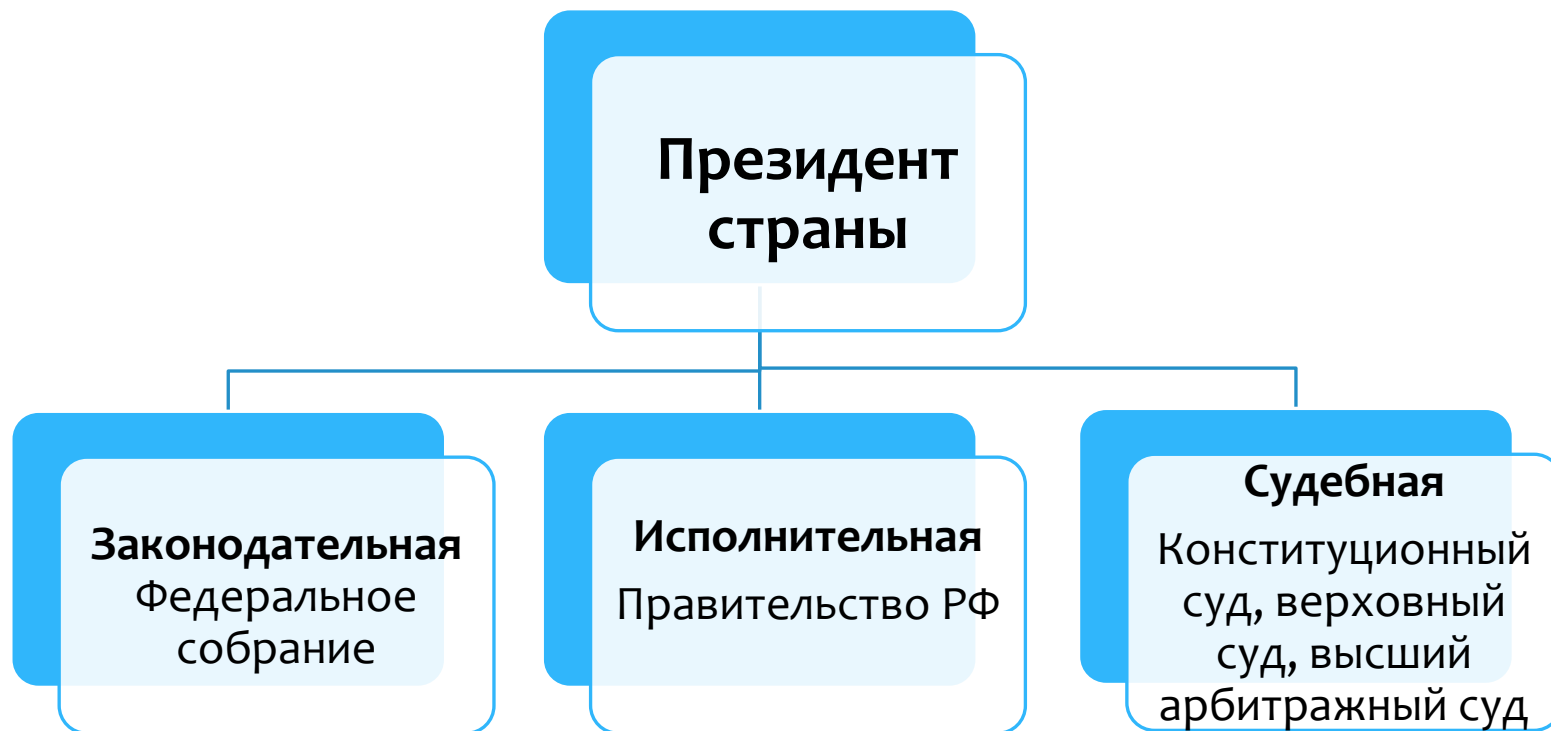 Президент
страны
Законодательная
Федеральное
собрание
Исполнительная
Правительство РФ
Судебная
Конституционный
суд, верховный
суд, высший
арбитражный суд